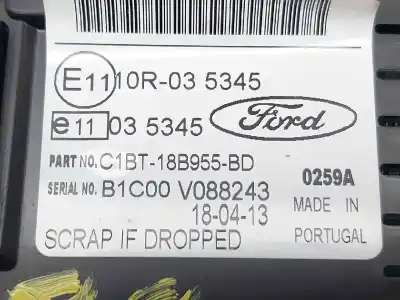 E11 10R-03 5345
e 11 03 5345
Ford
PART NO. C1BT-18B955-BD
SERIAL NO. B1C00 V088243
0259A
18-04-13
MADE IN
SCRAP IF DROPPED
PORTUGAL